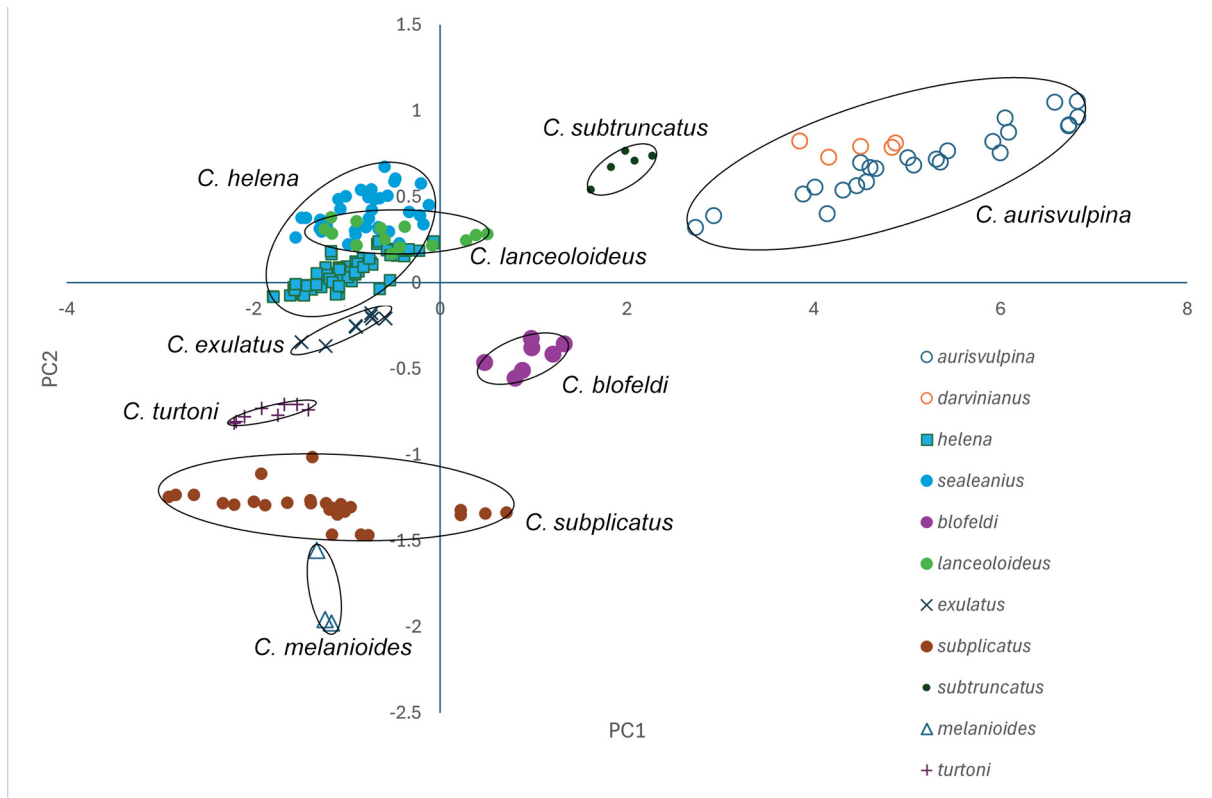 1.5
1
C. subtruncatus
C. helena
0.5
C. aurisvulpina
C. lanceoloideus
0
-4
-2
0
2
4
6
8
C. exulatus
PC2
-0.5
C. blofeldi
aurisvulpina
C. turtoni
darvinianus
helena
-1
sealeanius
C. subplicatus
blofeldi
-1.5
lanceoloideus
exulatus
-2
C. melanioides
subplicatus
subtruncatus
-2.5
PC1
melanioides
turtoni